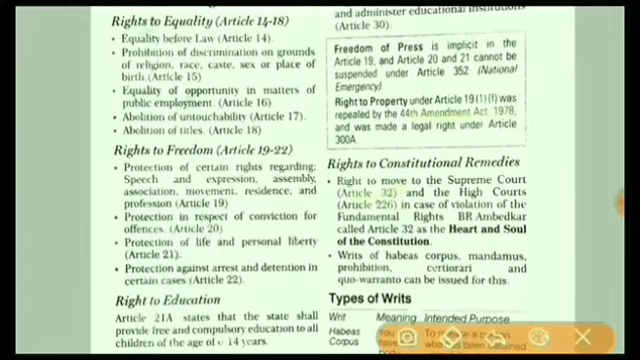 Rights to Equality (Article 14-18)
• Equality before Law (Article 14).
• Prohibition of discrimination on grounds
of religion, race, caste, sex or place of
birth.(Article 15)
• Equality of opportunity in matters of
public employment. (Article 16)
• Abolition of untouchability (Article 17).
• Abolition of titles. (Article 18)
Rights to Freedom (Article 19-22)
• Protection of certain rights regarding;
Speech and expression, assembly,
association, movement, residence, and
profession (Article 19)
• Protection in respect of conviction for
offences. (Article 20)
• Protection of life and personal liberty
(Article 21).
• Protection against arrest and detention in
certain cases (Article 22).
Right to Education
Article 21A states that the state shall
provide free and compulsory education to all
children of the age of 14 years.
and administer educational institutions
(Article 30).
Freedom of Press is implicit in the
Article 19, and Article 20 and 21 cannot be
suspended under Article 352 (National
Emergency)
Right to Property under Article 19 (1) (f) was
repealed by the 44th Amendment Act, 1978,
and was made a legal right under Article
300A.
Rights to Constitutional Remedies
• Right to move to the Supreme Court
(Article 32) and the High Courts
(Article 226) in case of violation of the
Fundamental Rights BR Ambedkar
called Article 32 as the Heart and Soul
of the Constitution.
• Writs of habeas corpus, mandamus,
prohibition, certiorari and
quo-warranto can be issued for this.
Types of Writs
Writ Meaning Intended Purpose
Habeas You
Corpus have